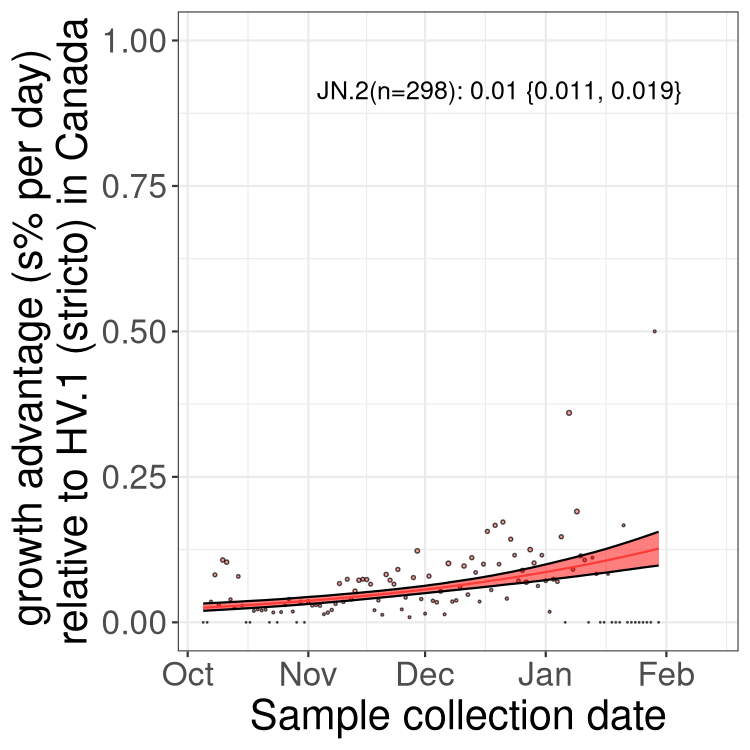 growth advantage (s% per day)
relative to HV.1 (stricto) in Canada
1.00
0.75
0.50
0.25
0.00
JN.2(n=298): 0.01 {0.011, 0.019}
Oct Nov Dec Jan Feb
Sample collection date